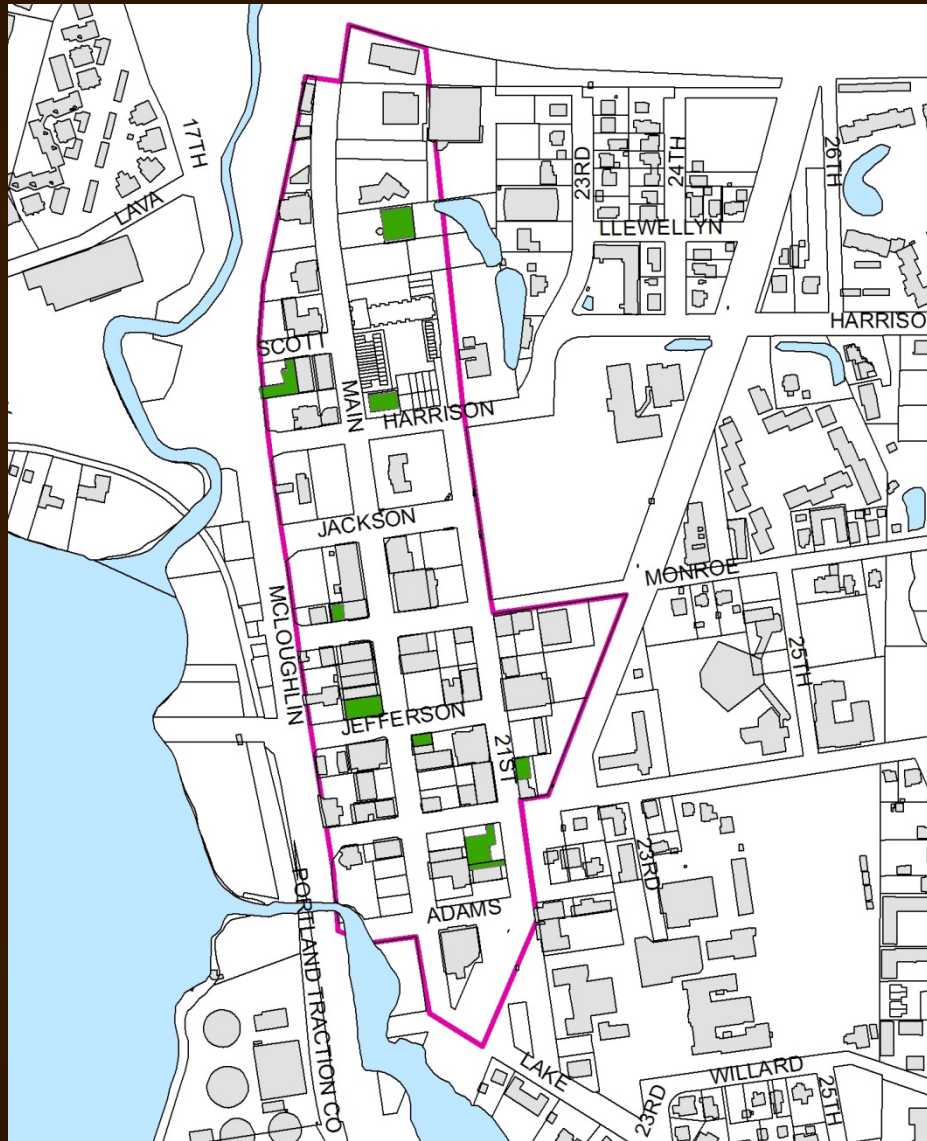 17TH
LAVA
23RD
24TH
26TH
LLEWELLYN
HARRISO
SCOTT
MAIN
HARRISON
JACKSON
MONROE
MCLOUGHLIN
25TH
JEFFERSON
21ST
23RD
PORTLAND TRACTION CO
ADAMS
LAKE
WILLARD
23RD
25TH